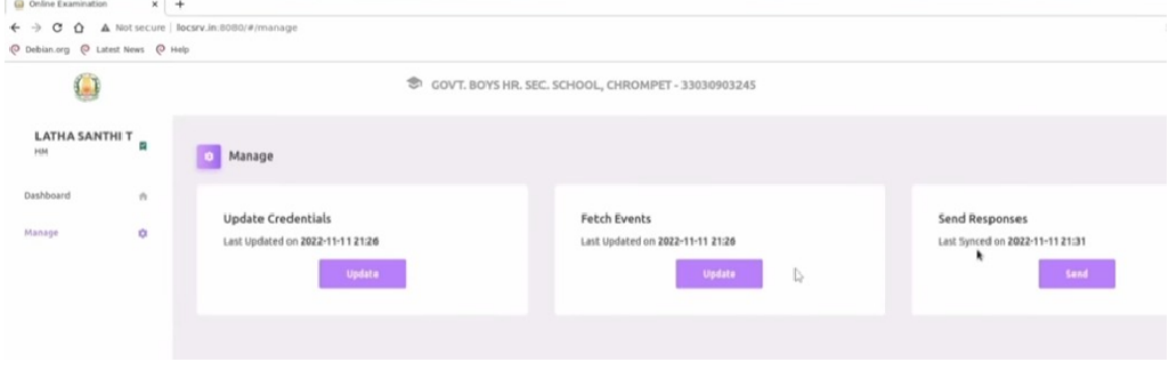 Online Examination
Not secure | locsrv.in:8080/#/manage
Debian.org Latest News Help
GOVT. BOYS HR. SEC. SCHOOL, CHROMPET - 33030903245
LATHA SANTHI T
HM
Manage
Dashboard
Manage
Update Credentials
Last Updated on 2022-11-11 21:26
Update
Fetch Events
Last Updated on 2022-11-11 21:26
Update
Send Responses
Last Synced on 2022-11-11 21:31
Send